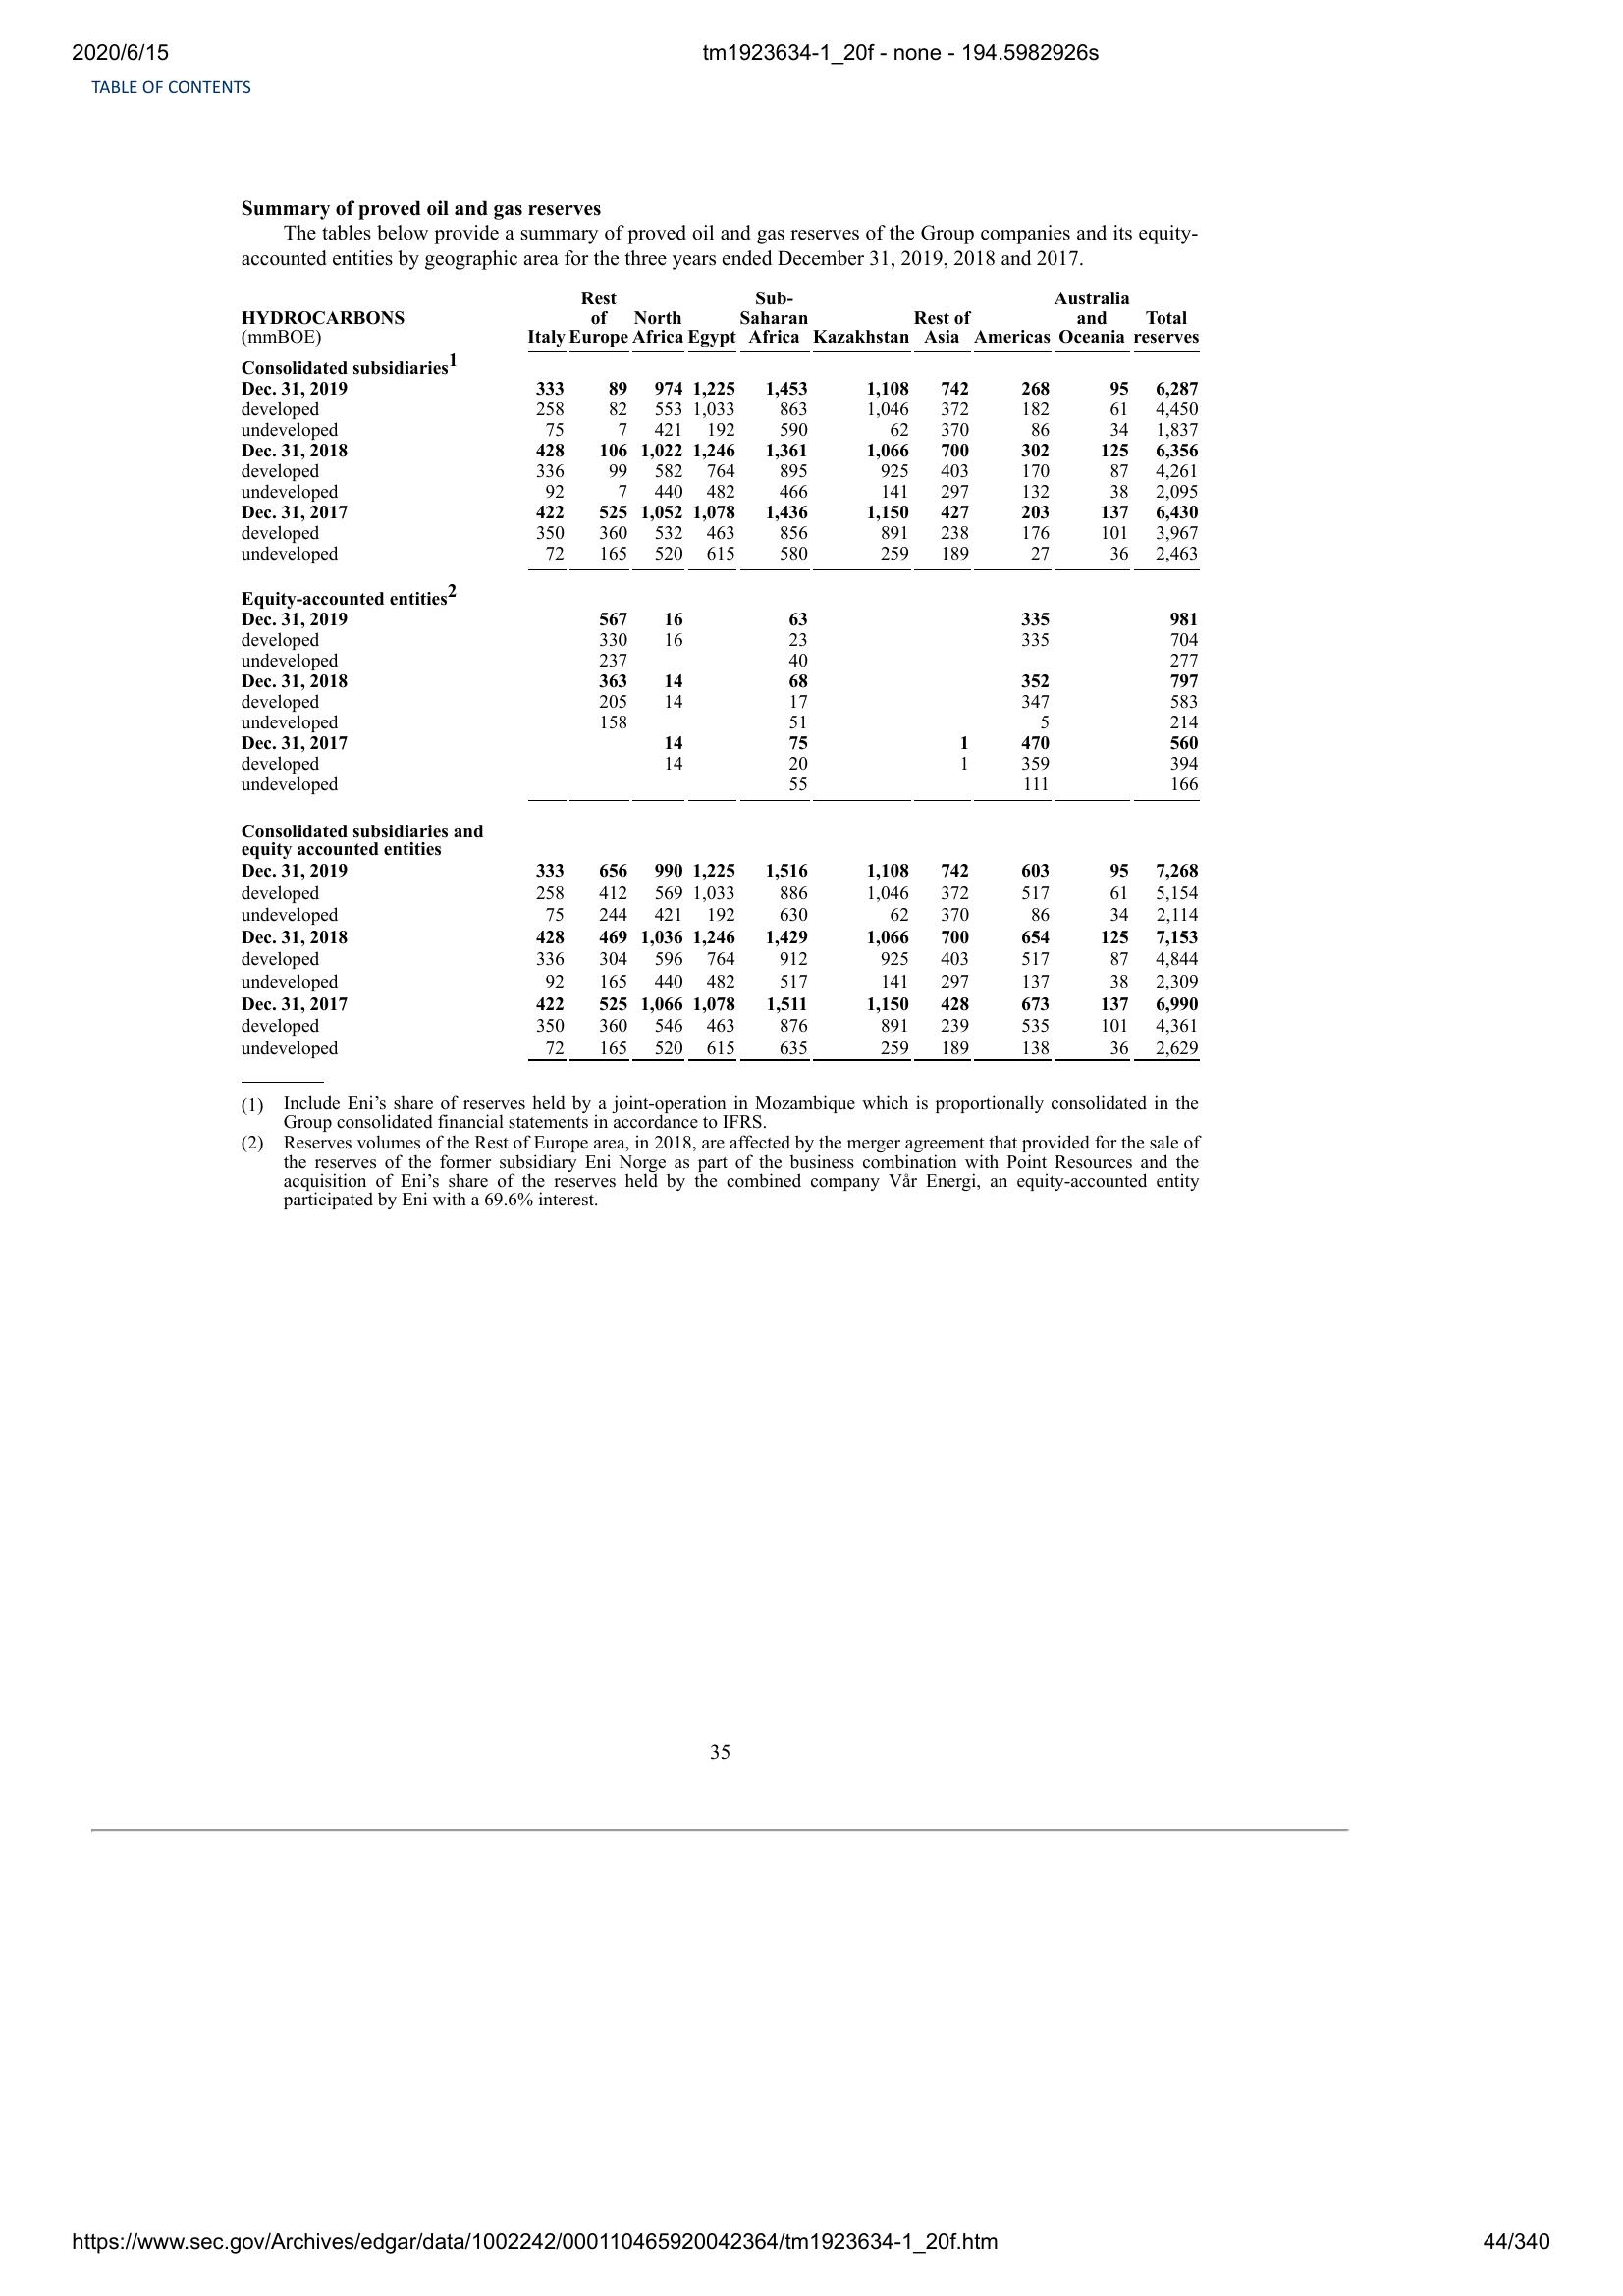 2020/6/15 tm1923634-1_20f - none - 194.5982926s
TABLE OF CONTENTS
Summary of proved oil and gas reserves
The tables below provide a summary of proved oil and gas reserves of the Group companies and its equity-
accounted entities by geographic area for the three years ended December 31, 2019, 2018 and 2017.
Rest Sub- Australia
HYDROCARBONS of North Saharan Rest of and Total
(mmBOE) Italy Europe Africa Egypt Africa Kazakhstan Asia Americas Oceania reserves
Consolidated subsidiaries1
Dec. 31, 2019 333 89 974 1,225 1,453 1,108 742 268 95 6,287
developed 258 82 553 1,033 863 1,046 372 182 61 4,450
undeveloped 75 7 421 192 590 62 370 86 34 1,837
Dec. 31, 2018 428 106 1,022 1,246 1,361 1,066 700 302 125 6,356
developed 336 99 582 764 895 925 403 170 87 4,261
undeveloped 92 7 440 482 466 141 297 132 38 2,095
Dec. 31, 2017 422 525 1,052 1,078 1,436 1,150 427 203 137 6,430
developed 350 360 532 463 856 891 238 176 101 3,967
undeveloped 72 165 520 615 580 259 189 27 36 2,463
Equity-accounted entities2
Dec. 31, 2019 567 16 63 335 981
developed 330 16 23 335 704
undeveloped 237 40 277
Dec. 31, 2018 363 14 68 352 797
developed 205 14 17 347 583
undeveloped 158 51 5 214
Dec. 31, 2017 14 75 1 470 560
developed 14 20 1 359 394
undeveloped 55 111 166
Consolidated subsidiaries and
equity accounted entities
Dec. 31, 2019 333 656 990 1,225 1,516 1,108 742 603 95 7,268
developed 258 412 569 1,033 886 1,046 372 517 61 5,154
undeveloped 75 244 421 192 630 62 370 86 34 2,114
Dec. 31, 2018 428 469 1,036 1,246 1,429 1,066 700 654 125 7,153
developed 336 304 596 764 912 925 403 517 87 4,844
undeveloped 92 165 440 482 517 141 297 137 38 2,309
Dec. 31, 2017 422 525 1,066 1,078 1,511 1,150 428 673 137 6,990
developed 350 360 546 463 876 891 239 535 101 4,361
undeveloped 72 165 520 615 635 259 189 138 36 2,629
(1) Include Eni’s share of reserves held by a joint-operation in Mozambique which is proportionally consolidated in the
Group consolidated financial statements in accordance to IFRS.
(2) Reserves volumes of the Rest of Europe area, in 2018, are affected by the merger agreement that provided for the sale of
the reserves of the former subsidiary Eni Norge as part of the business combination with Point Resources and the
acquisition of Eni’s share of the reserves held by the combined company Vår Energi, an equity-accounted entity
participated by Eni with a 69.6% interest.
35
https://www.sec.gov/Archives/edgar/data/1002242/000110465920042364/tm1923634-1_20f.htm 44/340